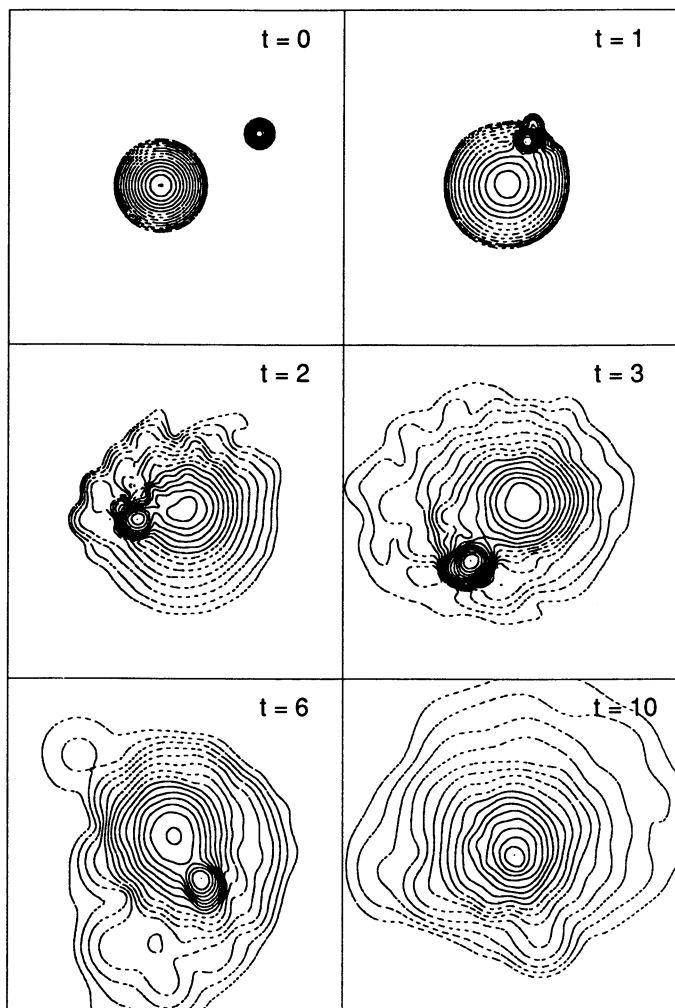 t = 0
t = 1
t = 2
t = 3
t = 6
t = 10